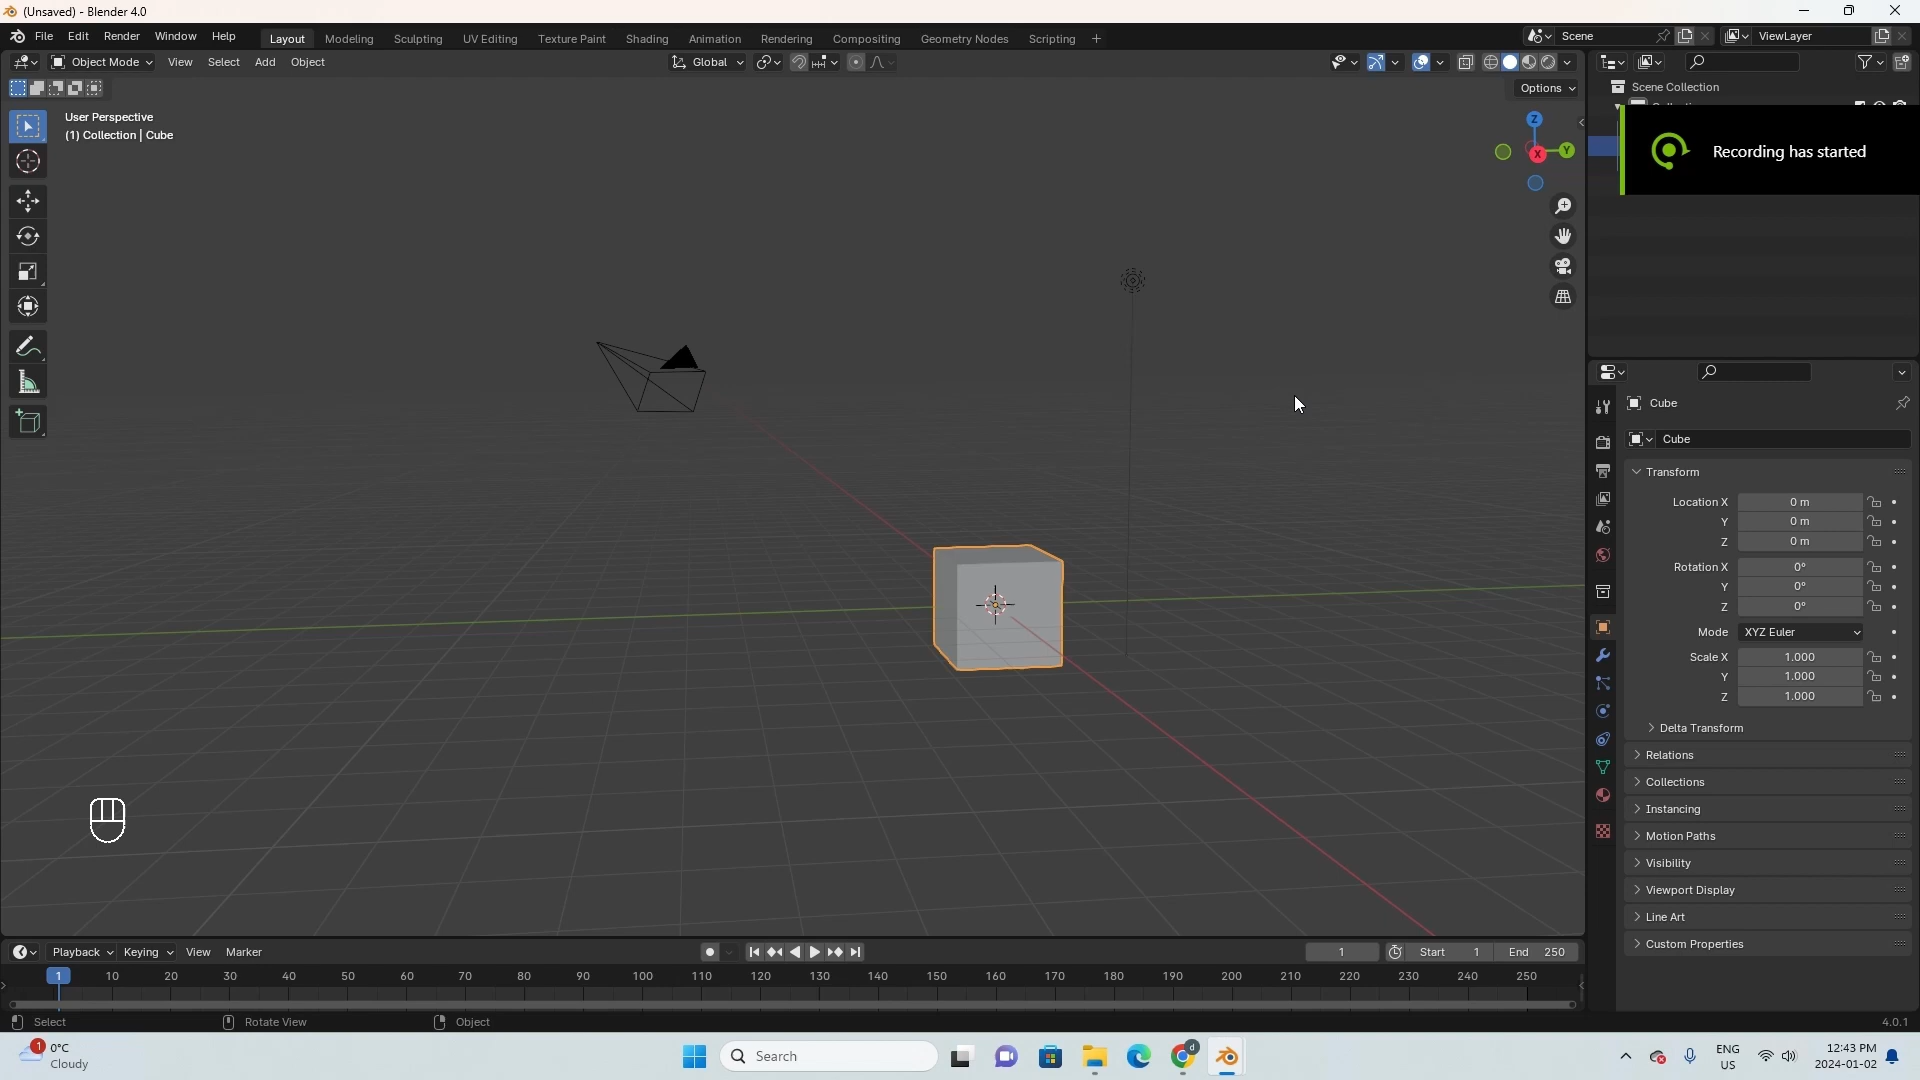 (Unsaved) - Blender 4.0
File Edit Render Window Help Layout Modeling Sculpting UV Editing Texture Paint Shading Animation Rendering Compositing Geometry Nodes Scripting + Scene ViewLayer
Object Mode View Select Add Object Global
Options
User Perspective
(1) Collection | Cube
Z
X
Y
Scene Collection
Recording has started
Cube
Cube
Transform
Location X 0 m
Y 0 m
Z 0 m
Rotation X 0°
Y 0°
Z 0°
Mode XYZ Euler
Scale X 1.000
Y 1.000
Z 1.000
Delta Transform
Relations
Collections
Instancing
Motion Paths
Visibility
Viewport Display
Line Art
Custom Properties
Playback Keying View Marker 1 Start 1 End 250
1 10 20 30 40 50 60 70 80 90 100 110 120 130 140 150 160 170 180 190 200 210 220 230 240 250
Select Rotate View Object 4.0.1
1 0°C
Cloudy
Search
d
ENG
US
12:43 PM
2024-01-02